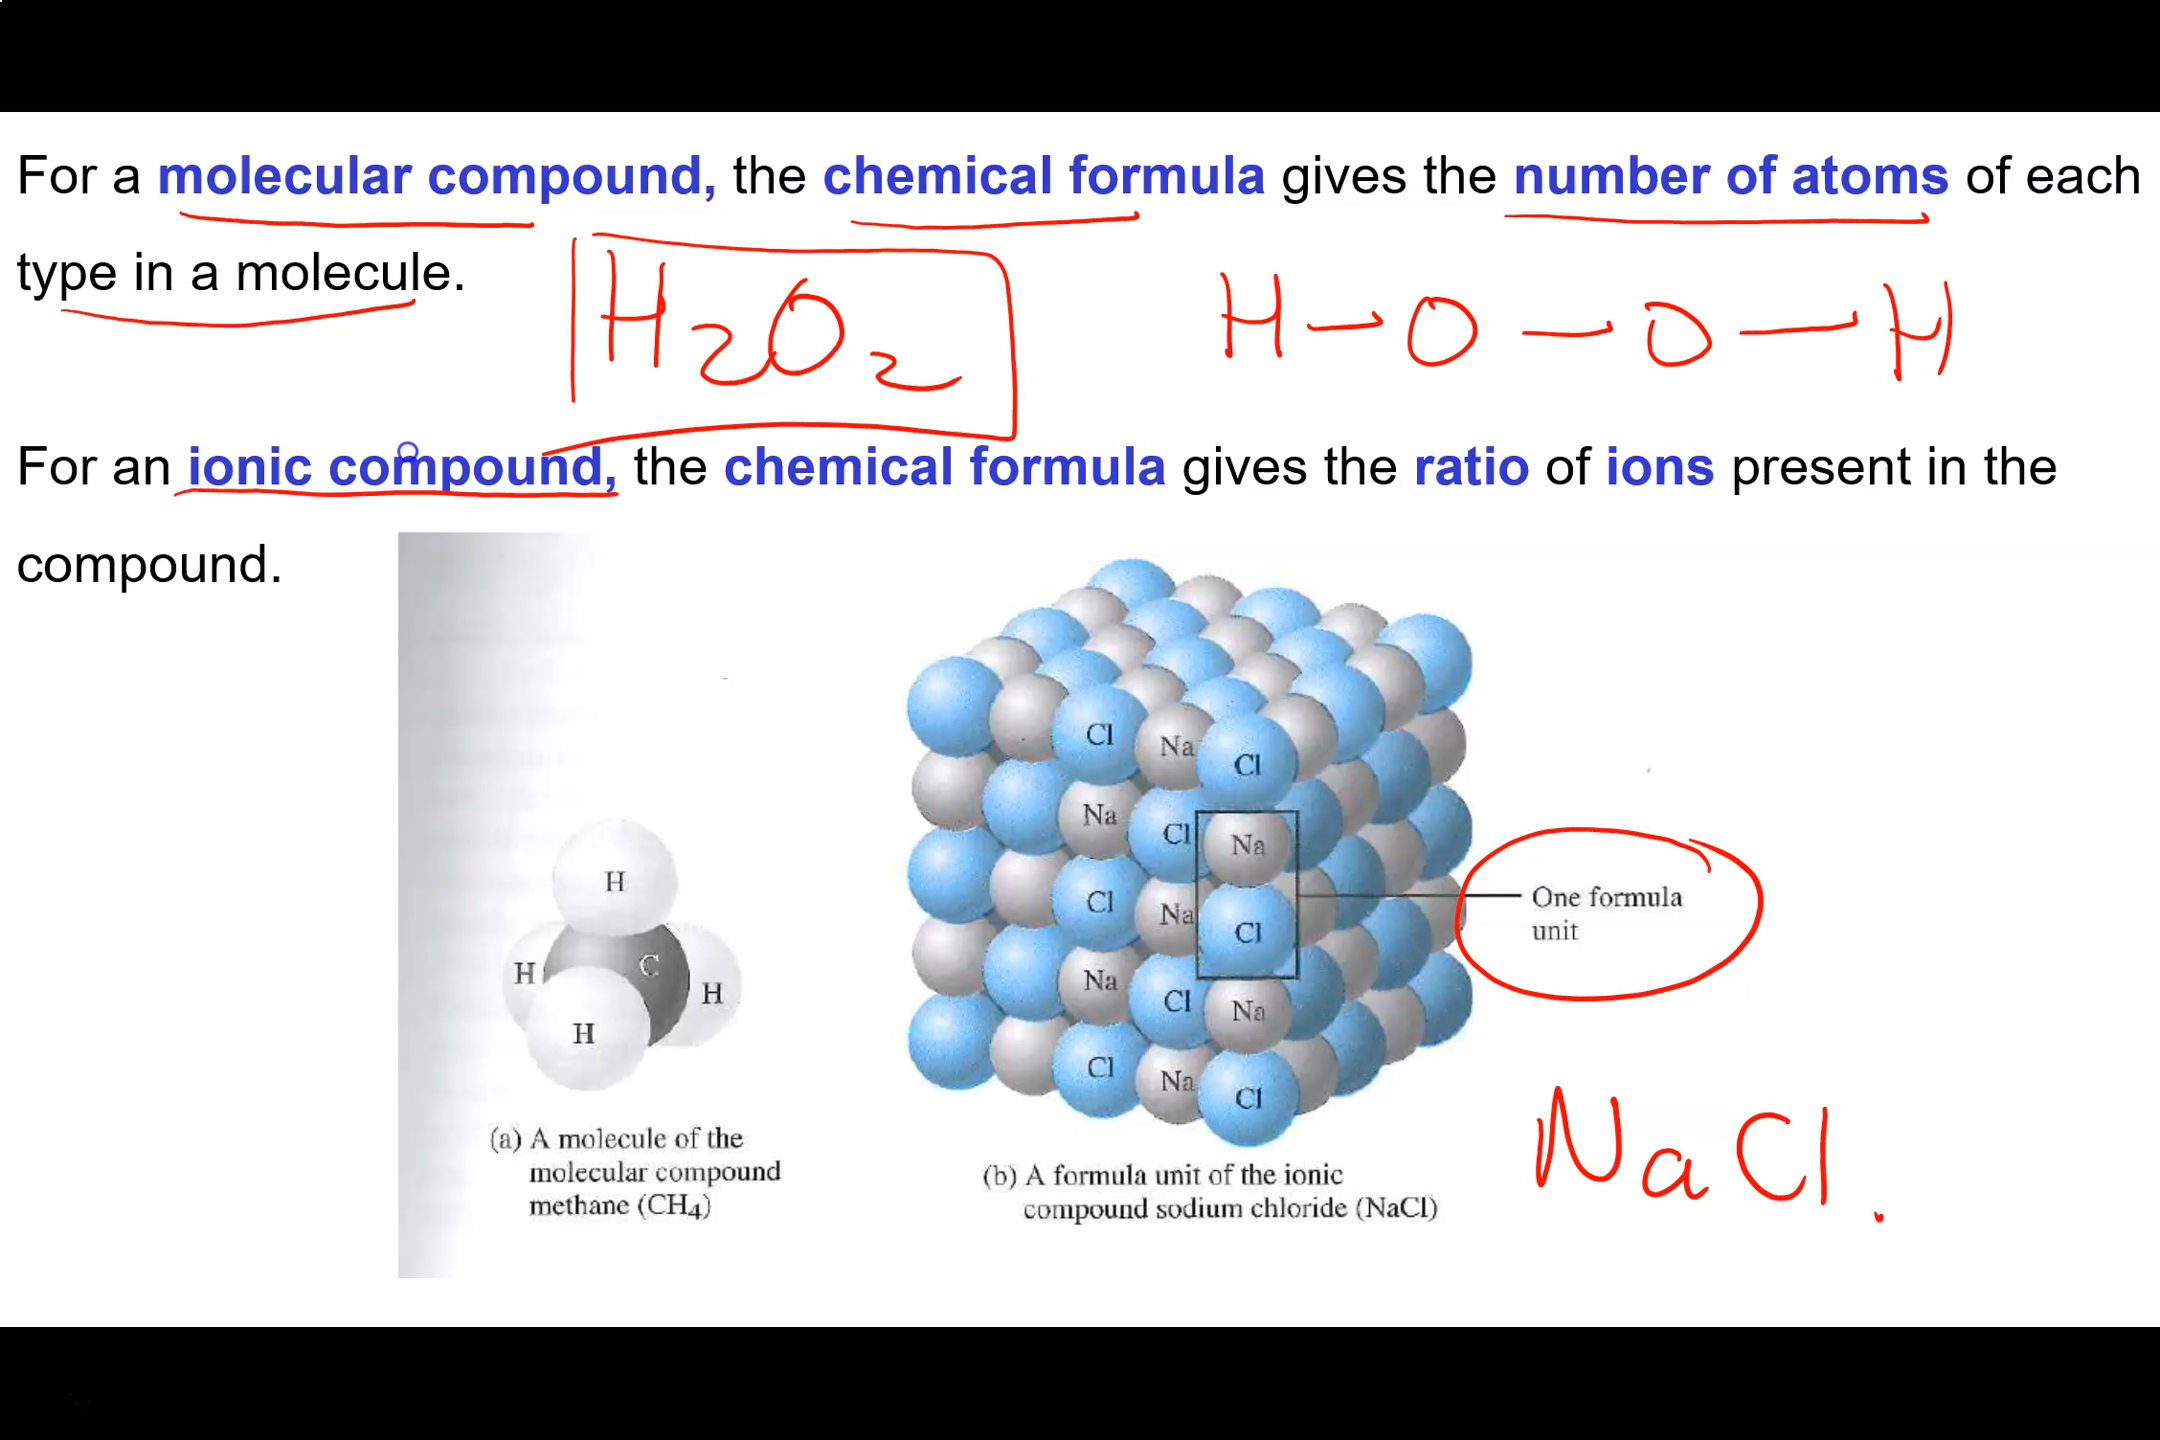 For a molecular compound, the chemical formula gives the number of atoms of each
type in a molecule.
H₂O₂
H-O-O-H
For an ionic compound, the chemical formula gives the ratio of ions present in the
compound.
Cl
Na
Cl
Na
Cl
Na
Cl
Na
Cl
Na
Cl
Na
Cl
Na
Cl
One formula
unit
H
H
C
H
H
(a) A molecule of the
molecular compound
methane (CH₄)
(b) A formula unit of the ionic
compound sodium chloride (NaCl)
NaCl.